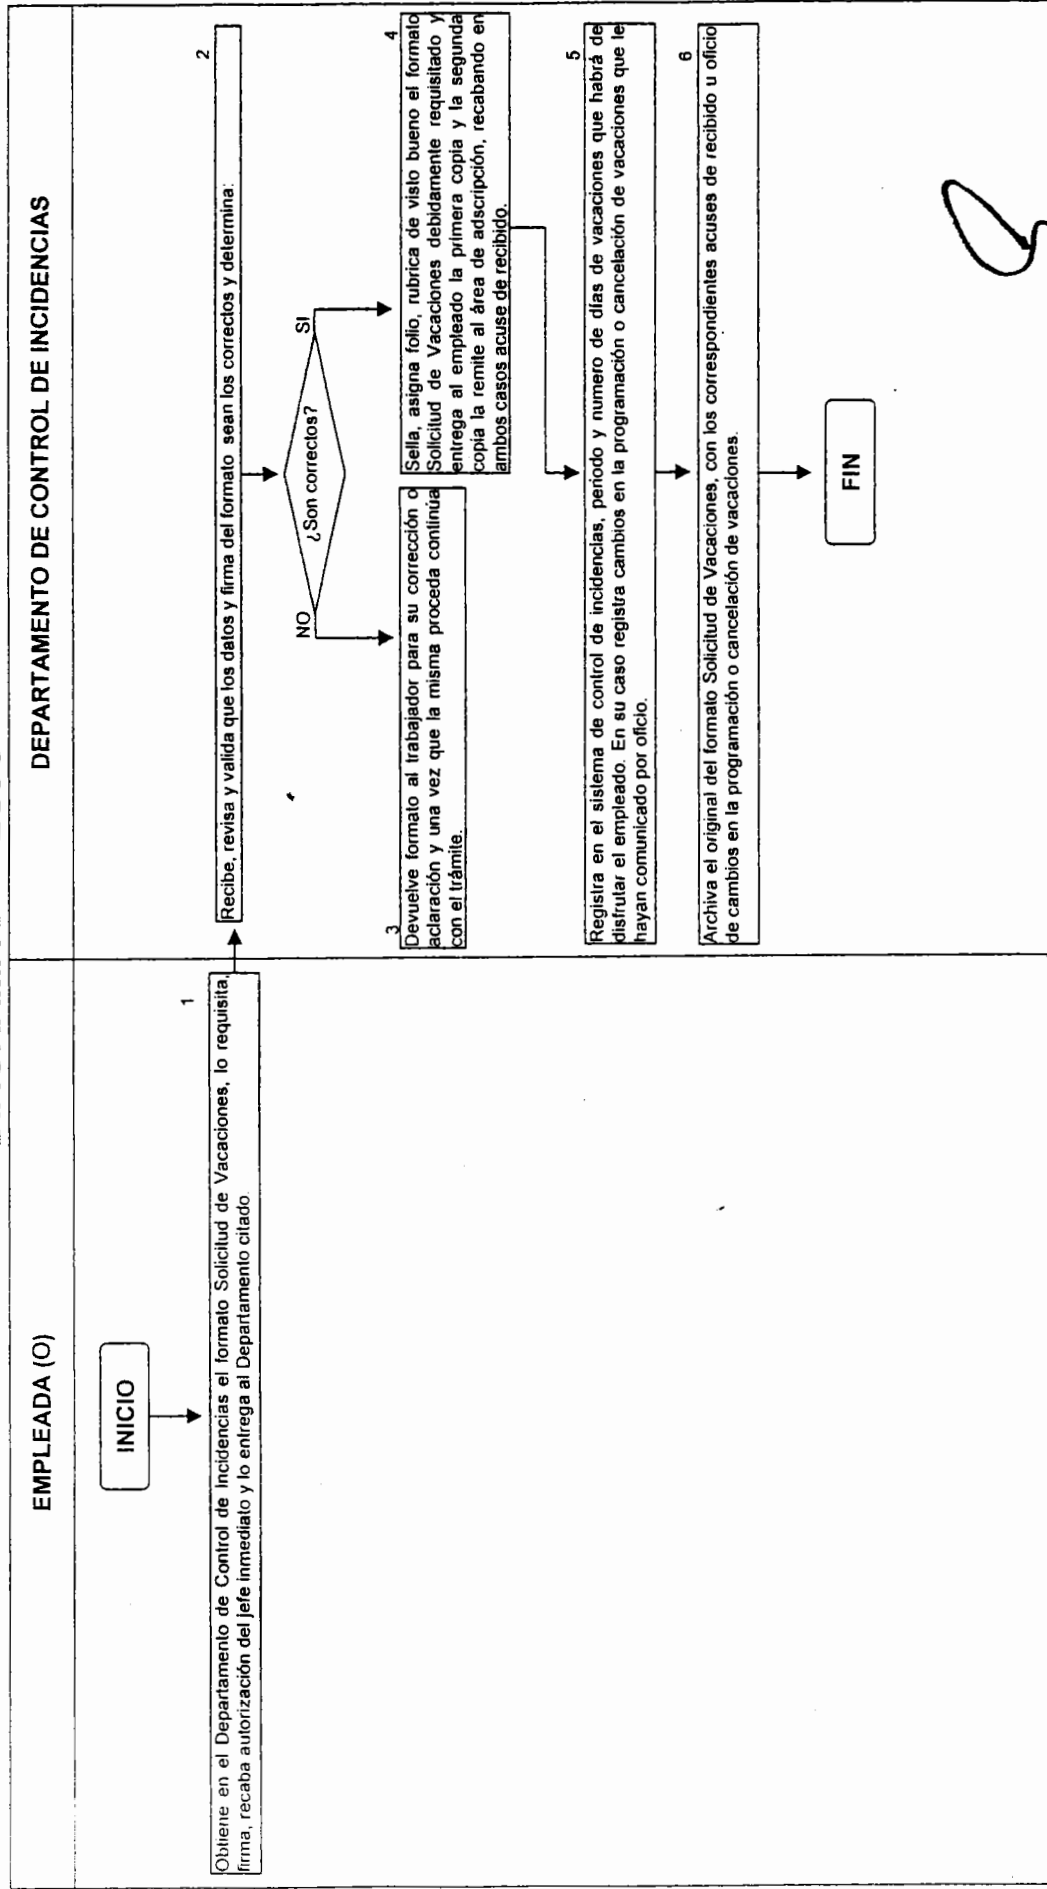 EMPLEADA (O)
DEPARTAMENTO DE CONTROL DE INCIDENCIAS
INICIO
1
Obtiene en el Departamento de Control de Incidencias el formato Solicitud de Vacaciones, lo requisita,
firma, recaba autorización del jefe inmediato y lo entrega al Departamento citado.
2
Recibe, revisa y valida que los datos y firma del formato sean los correctos y determina:
¿Son correctos?
NO
SI
3
Devuelve formato al trabajador para su corrección o
aclaración y una vez que la misma proceda continúa
con el trámite.
4
Sella, asigna folio, rubrica de visto bueno el formato
Solicitud de Vacaciones debidamente requisitado y
entrega al empleado la primera copia y la segunda
copia la remite al área de adscripción, recabando en
ambos casos acuse de recibido.
5
Registra en el sistema de control de incidencias, periodo y numero de días de vacaciones que habrá de
disfrutar el empleado. En su caso registra cambios en la programación o cancelación de vacaciones que le
hayan comunicado por oficio.
6
Archiva el original del formato Solicitud de Vacaciones, con los correspondientes acuses de recibido u oficio
de cambios en la programación o cancelación de vacaciones.
FIN